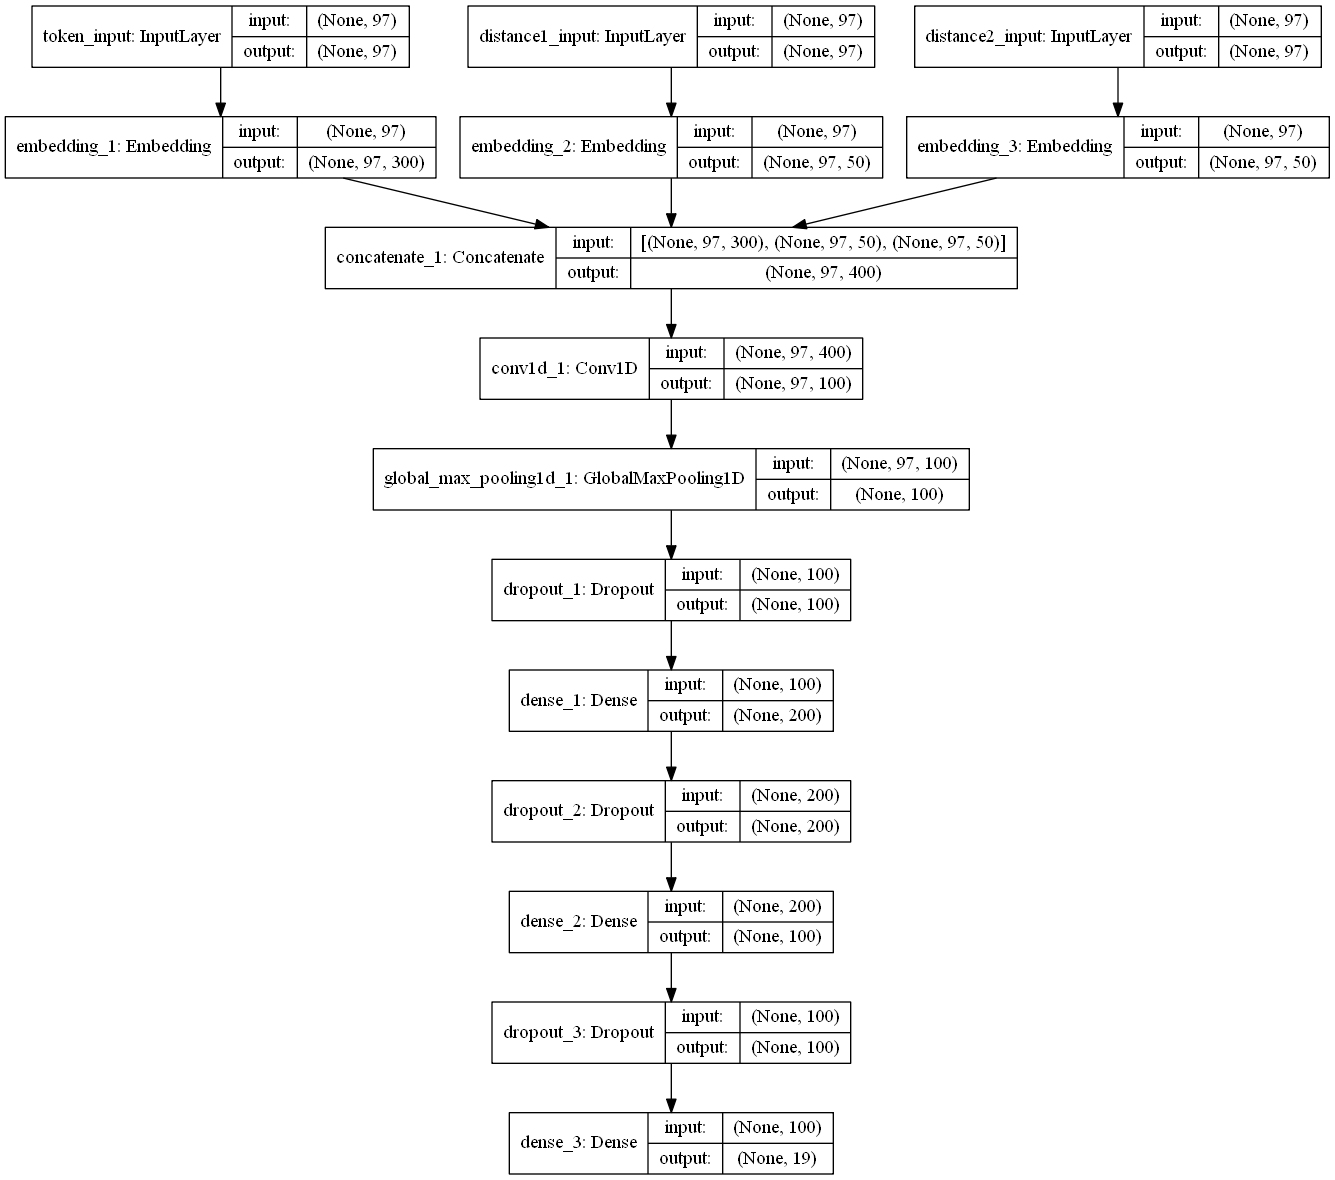 token_input: InputLayer
input: (None, 97)
output: (None, 97)
distance1_input: InputLayer
input: (None, 97)
output: (None, 97)
distance2_input: InputLayer
input: (None, 97)
output: (None, 97)
embedding_1: Embedding
input: (None, 97)
output: (None, 97, 300)
embedding_2: Embedding
input: (None, 97)
output: (None, 97, 50)
embedding_3: Embedding
input: (None, 97)
output: (None, 97, 50)
concatenate_1: Concatenate
input: [(None, 97, 300), (None, 97, 50), (None, 97, 50)]
output: (None, 97, 400)
conv1d_1: Conv1D
input: (None, 97, 400)
output: (None, 97, 100)
global_max_pooling1d_1: GlobalMaxPooling1D
input: (None, 97, 100)
output: (None, 100)
dropout_1: Dropout
input: (None, 100)
output: (None, 100)
dense_1: Dense
input: (None, 100)
output: (None, 200)
dropout_2: Dropout
input: (None, 200)
output: (None, 200)
dense_2: Dense
input: (None, 200)
output: (None, 100)
dropout_3: Dropout
input: (None, 100)
output: (None, 100)
dense_3: Dense
input: (None, 100)
output: (None, 19)